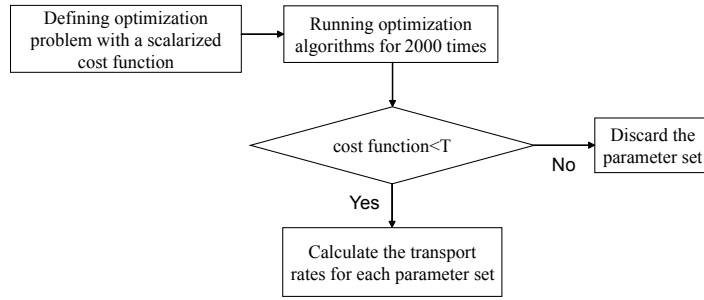 Defining optimization
problem with a scalarized
cost function
Running optimization
algorithms for 2000 times
cost function<T
No
Discard the
parameter set
Yes
Calculate the transport
rates for each parameter set